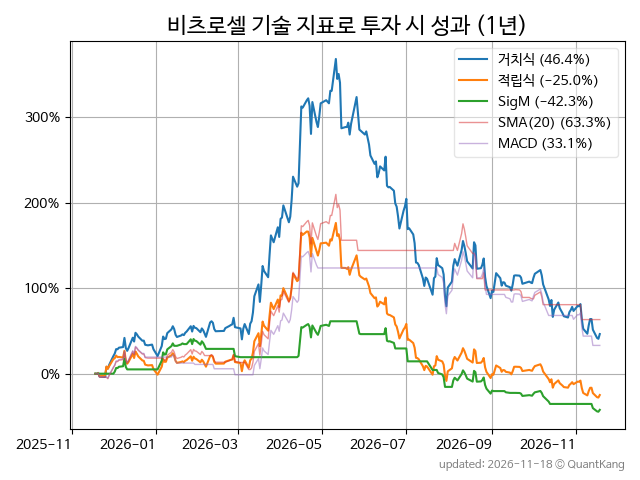 비츠로셀 기술 지표로 투자 시 성과 (1년)
거치식 (46.4%)
적립식 (−25.0%)
SigM (−42.3%)
SMA(20) (63.3%)
MACD (33.1%)
300%
200%
100%
0%
2025-11 2026-01 2026-03 2026-05 2026-07 2026-09 2026-11
updated: 2026-11-18 © QuantKang